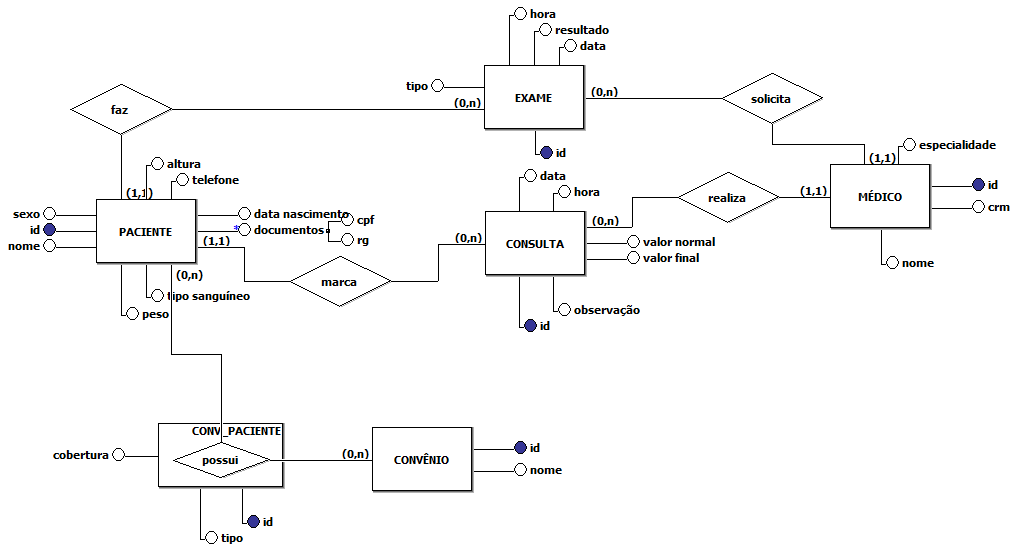 hora
resultado
data
tipo
EXAME
(0,n)
(0,n)
solicita
faz
id
especialidade
(1,1)
altura
telefone
(1,1)
data
hora
realiza
(1,1)
MÉDICO
id
crm
sexo
id
nome
PACIENTE
data nascimento
* documentos
cpf
rg
(1,1)
(0,n)
CONSULTA
(0,n)
valor normal
valor final
nome
(0,n)
marca
tipo sanguíneo
peso
observação
id
CONV_PACIENTE
cobertura
possui
(0,n)
CONVÊNIO
id
nome
id
tipo